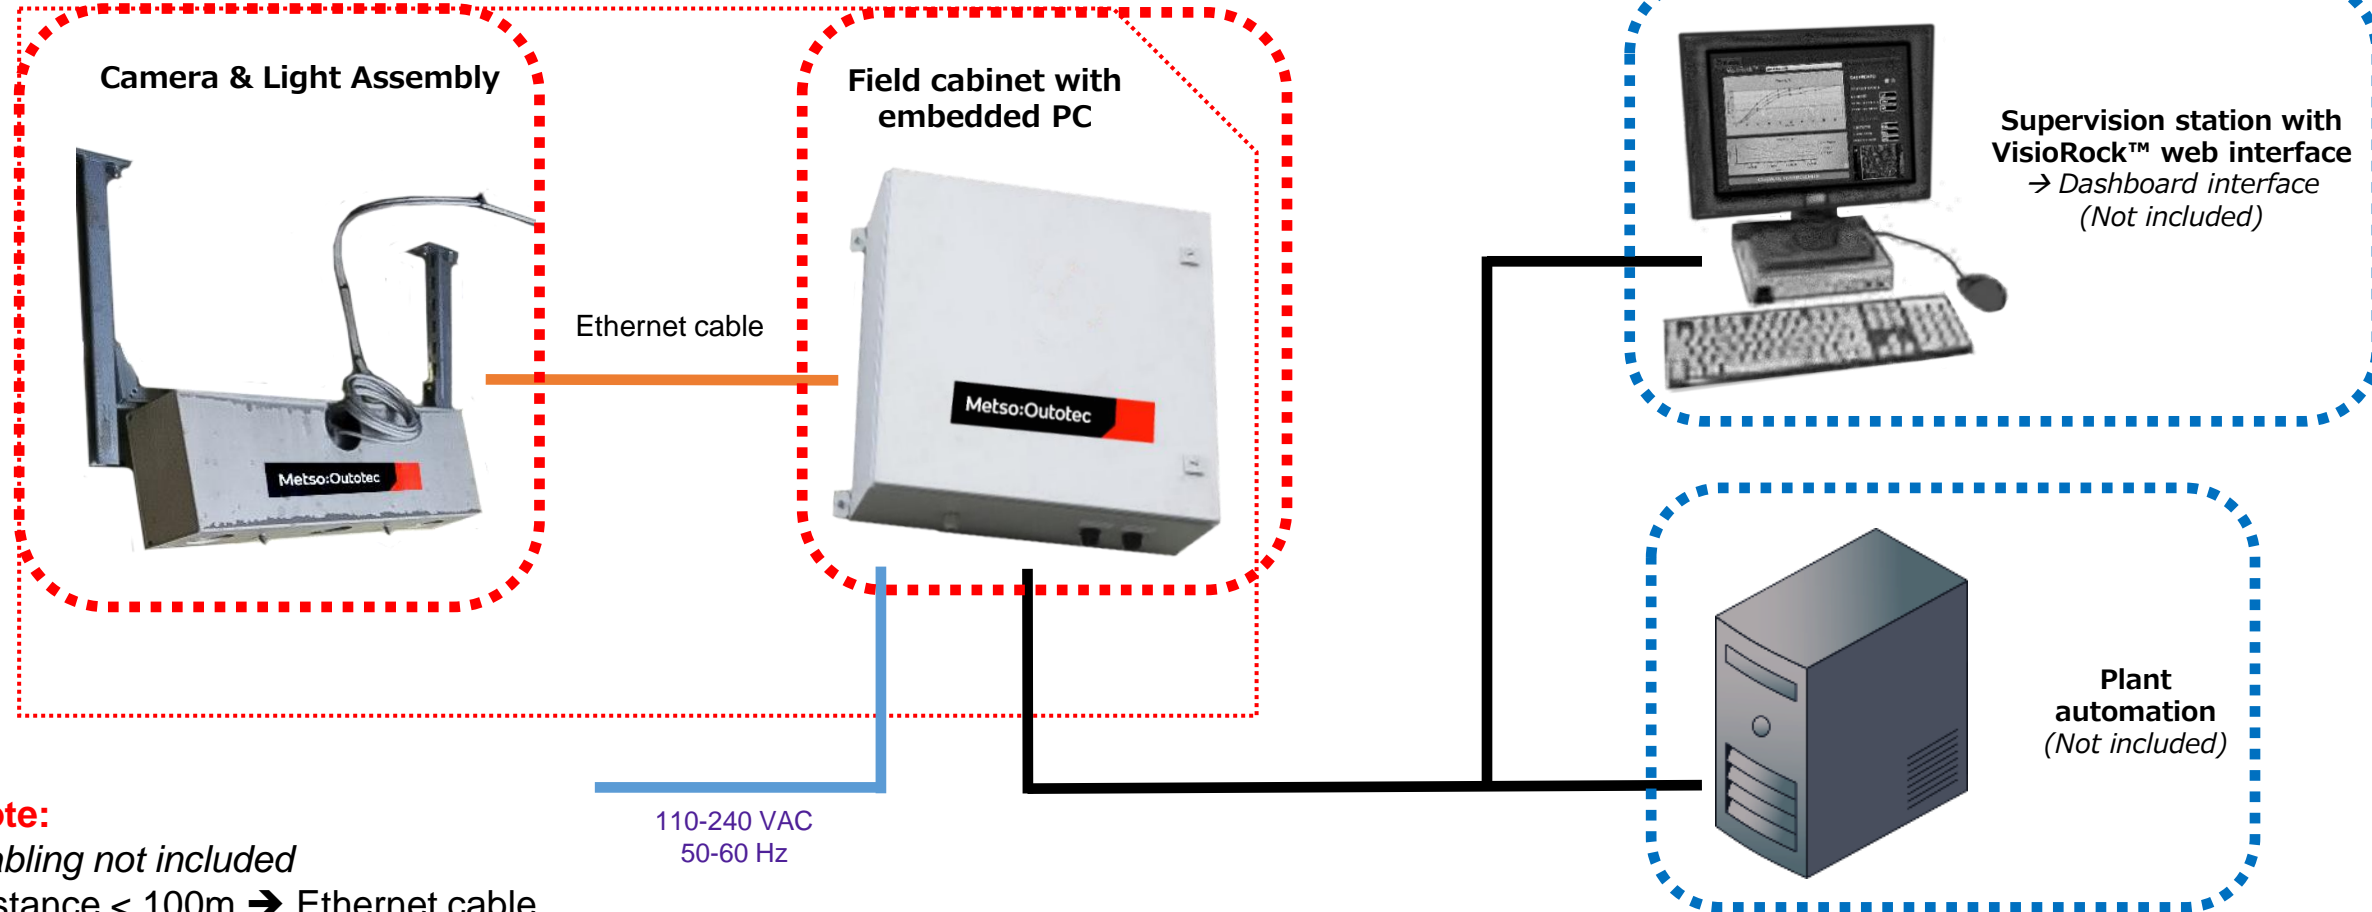 Camera & Light Assembly
Field cabinet with
embedded PC
Supervision station with
VisioRock™ web interface
→ Dashboard interface
(Not included)
Ethernet cable
Metso:Outotec
Metso:Outotec
Plant
automation
(Not included)
110-240 VAC
50-60 Hz
ote:
abling not included
stance < 100m → Ethernet cable